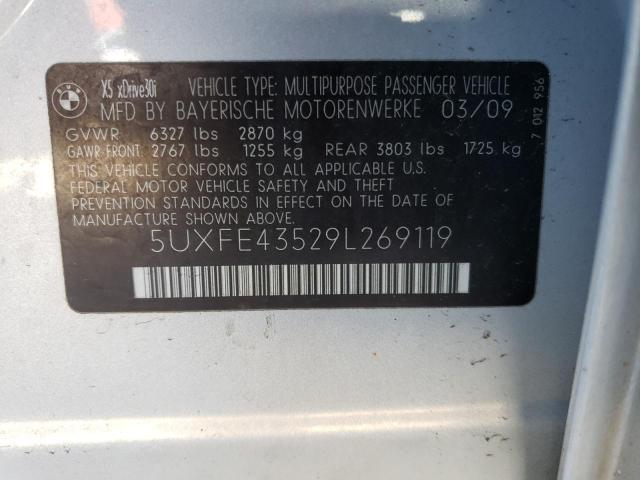 BMW
X5 xDrive30i VEHICLE TYPE: MULTIPURPOSE PASSENGER VEHICLE
MFD BY BAYERISCHE MOTORENWERKE 03/09
GVWR 6327 lbs 2870 kg
GAWR-FRONT 2767 lbs 1255 kg REAR 3803 lbs 1725 kg
THIS VEHICLE CONFORMS TO ALL APPLICABLE U.S.
FEDERAL MOTOR VEHICLE SAFETY AND THEFT
PREVENTION STANDARDS IN EFFECT ON THE DATE OF
MANUFACTURE SHOWN ABOVE.
5UXFE43529L269119
7 012 956